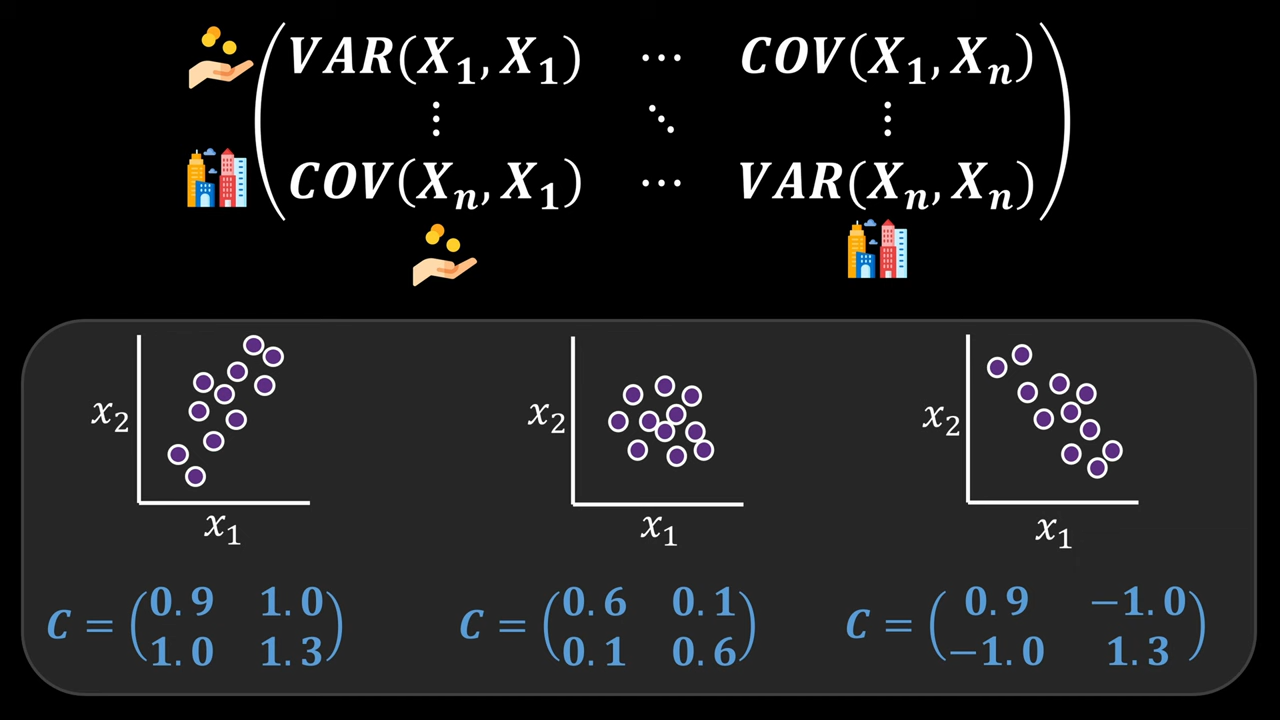 VAR(X₁, X₁) ⋯ COV(X₁, Xₙ)
⋮ ⋱ ⋮
COV(Xₙ, X₁) ⋯ VAR(Xₙ, Xₙ)
x₂ x₂ x₂
x₁ x₁ x₁
C = (0.9 1.0 C = (0.6 0.1 C = (0.9 −1.0
1.0 1.3) 0.1 0.6) −1.0 1.3)